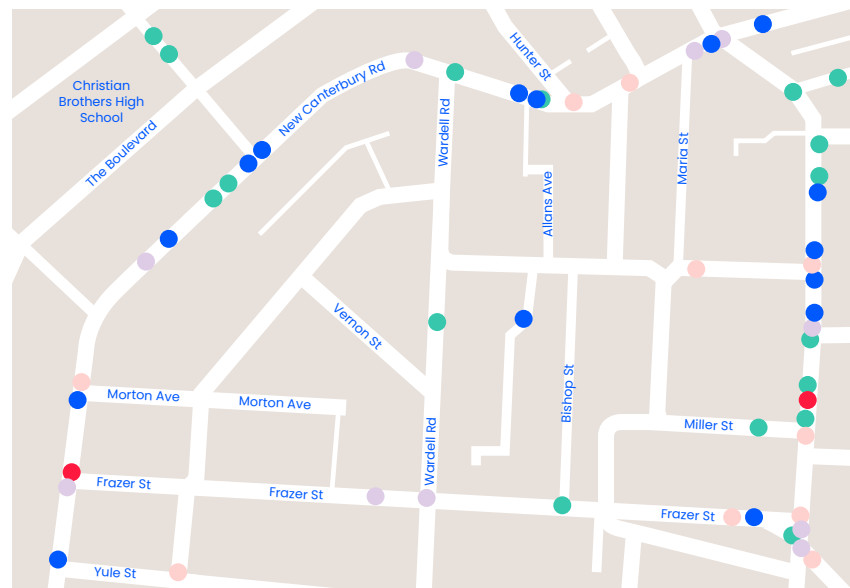 Hunter St
Christian
Brothers High
School
New Canterbury Rd
The Boulevard
Wardell Rd
Maria St
Allans Ave
Vernon St
Morton Ave
Morton Ave
Bishop St
Wardell Rd
Miller St
Frazer St
Frazer St
Frazer St
Yule St